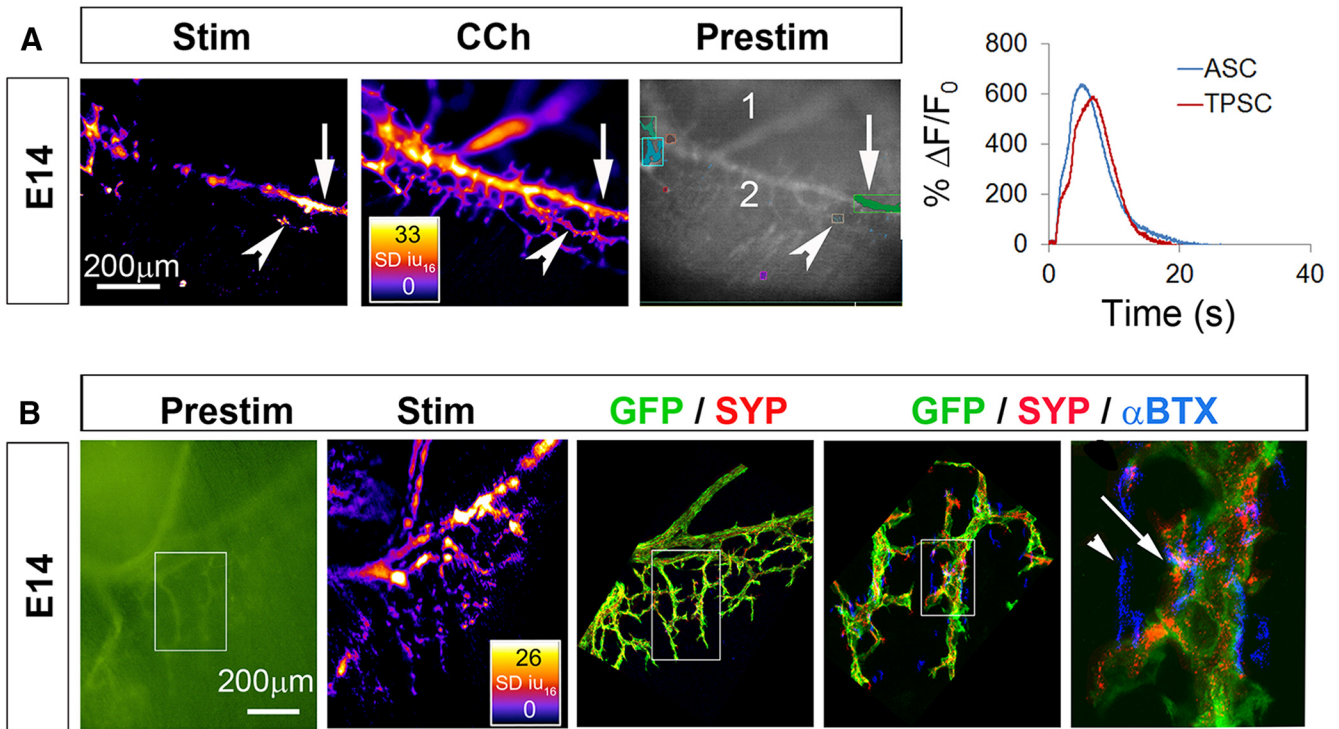 A
Stim CCh Prestim
E14
200μm
33
SD iu₁₆
0
1
2
800
600
400
200
0
% ΔF/F₀
ASC
TPSC
0 20 40
Time (s)
B
Prestim Stim GFP / SYP GFP / SYP / αBTX
E14
200μm
26
SD iu₁₆
0